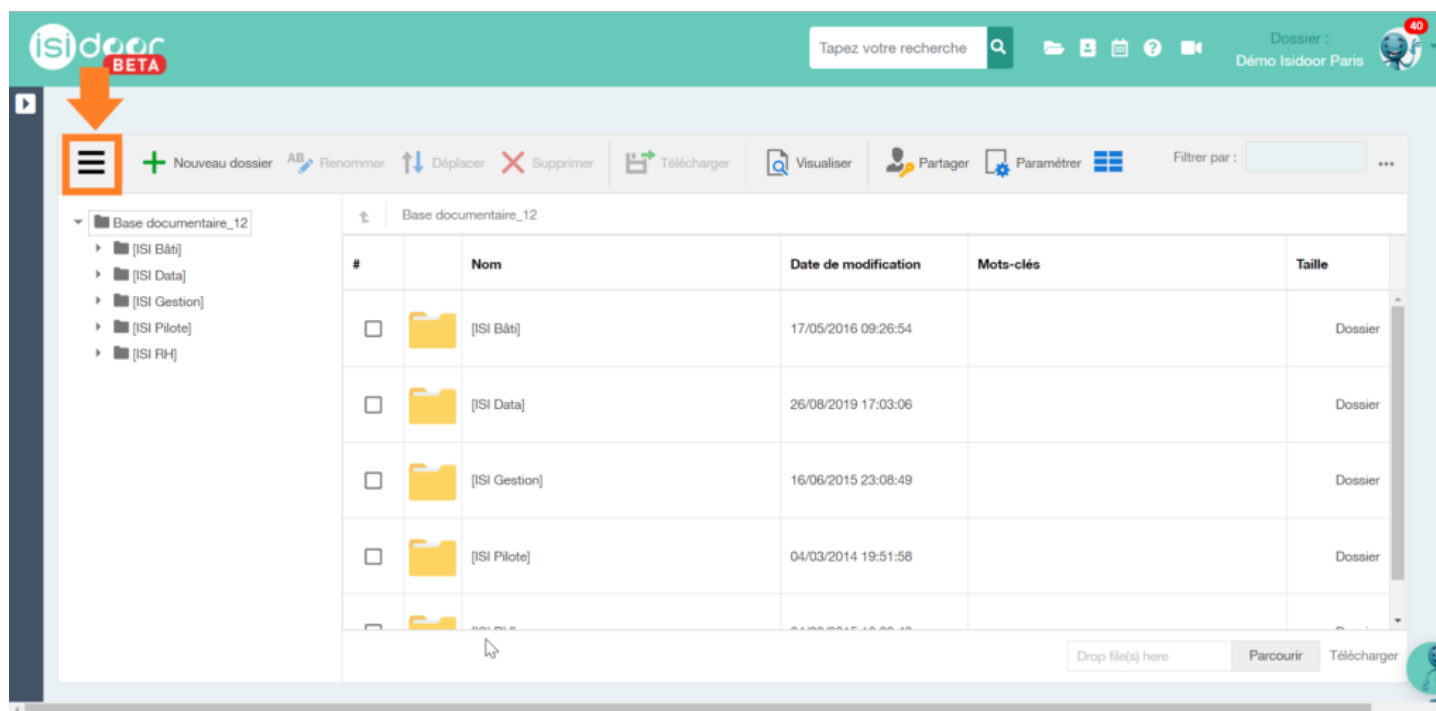 isidoor
BETA
Tapez votre recherche
Dossier :
Démo Isidoor Paris
40
Nouveau dossier
AB Renommer
Déplacer
Supprimer
Télécharger
Visualiser
Partager
Paramétrer
Filtrer par :
...
Base documentaire_12
[ISI Bâti]
[ISI Data]
[ISI Gestion]
[ISI Pilote]
[ISI RH]
Base documentaire_12
# Nom Date de modification Mots-clés Taille
[ISI Bâti] 17/05/2016 09:26:54 Dossier
[ISI Data] 26/08/2019 17:03:06 Dossier
[ISI Gestion] 16/06/2015 23:08:49 Dossier
[ISI Pilote] 04/03/2014 19:51:58 Dossier
Drop file(s) here Parcourir Télécharger